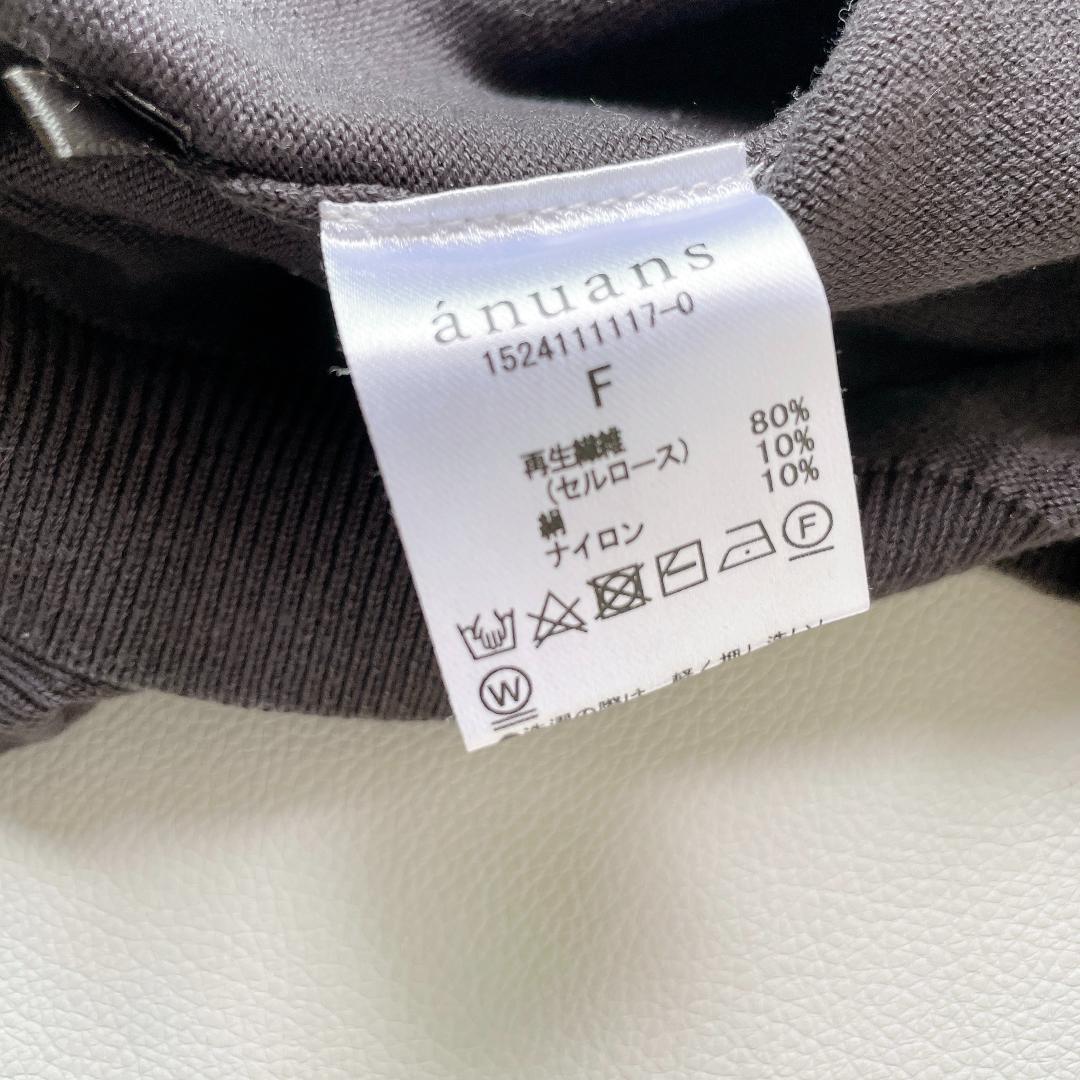 ánuans
1524111117-0
F
再生繊維 80%
(セルロース) 10%
絹 10%
ナイロン
F
W